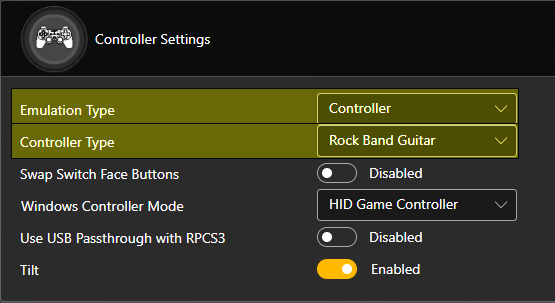 Controller Settings
Emulation Type Controller
Controller Type Rock Band Guitar
Swap Switch Face Buttons Disabled
Windows Controller Mode HID Game Controller
Use USB Passthrough with RPCS3 Disabled
Tilt Enabled